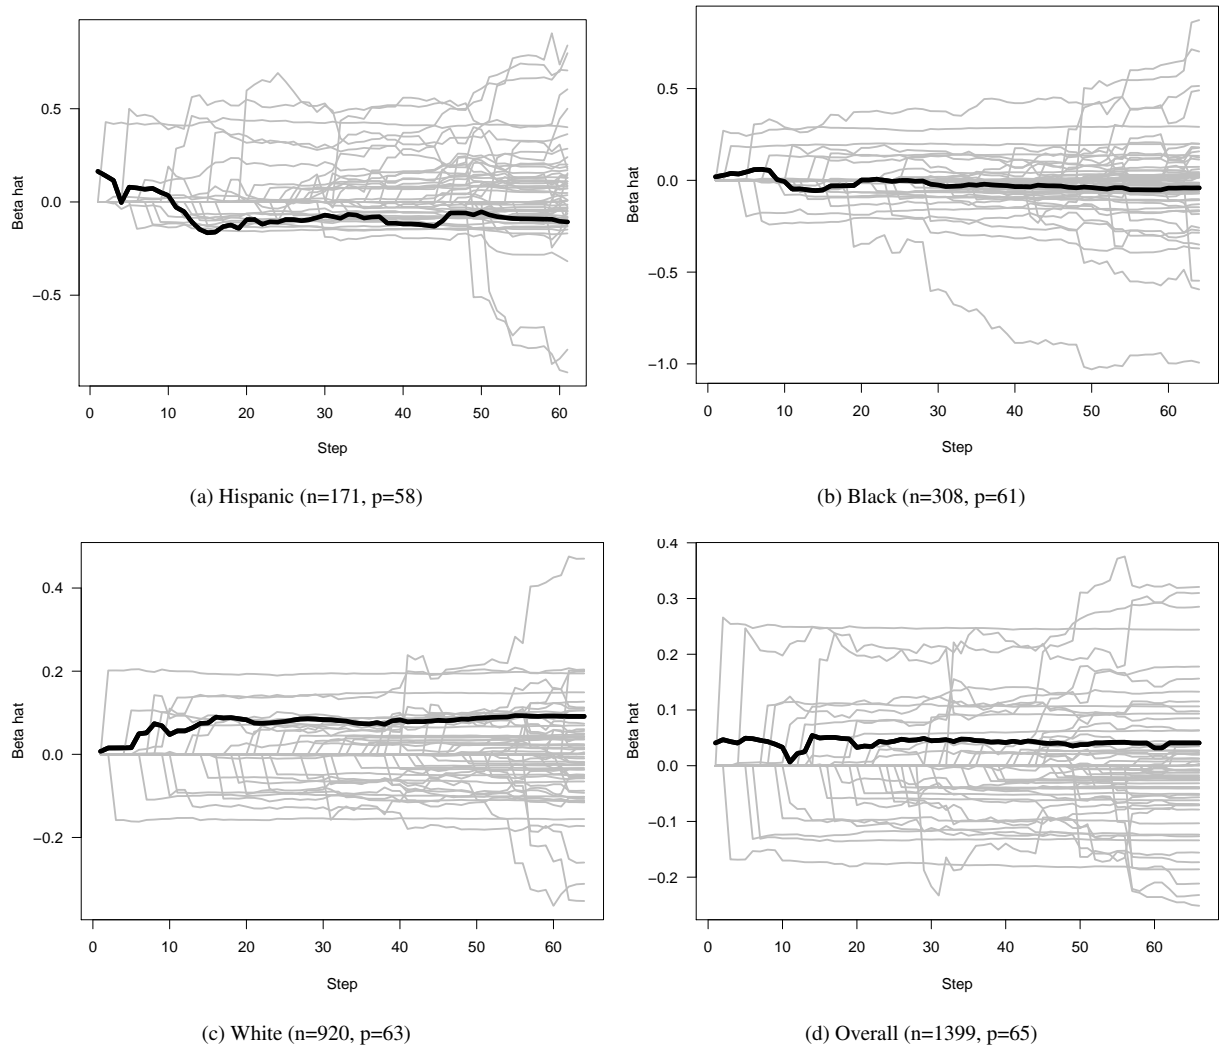 Beta hat
0.5
0.0
−0.5
0 10 20 30 40 50 60
Step
(a) Hispanic (n=171, p=58)
Beta hat
0.5
0.0
−0.5
−1.0
0 10 20 30 40 50 60
Step
(b) Black (n=308, p=61)
Beta hat
0.4
0.2
0.0
−0.2
0 10 20 30 40 50 60
Step
(c) White (n=920, p=63)
Beta hat
0.4
0.3
0.2
0.1
0.0
−0.1
−0.2
0 10 20 30 40 50 60
Step
(d) Overall (n=1399, p=65)